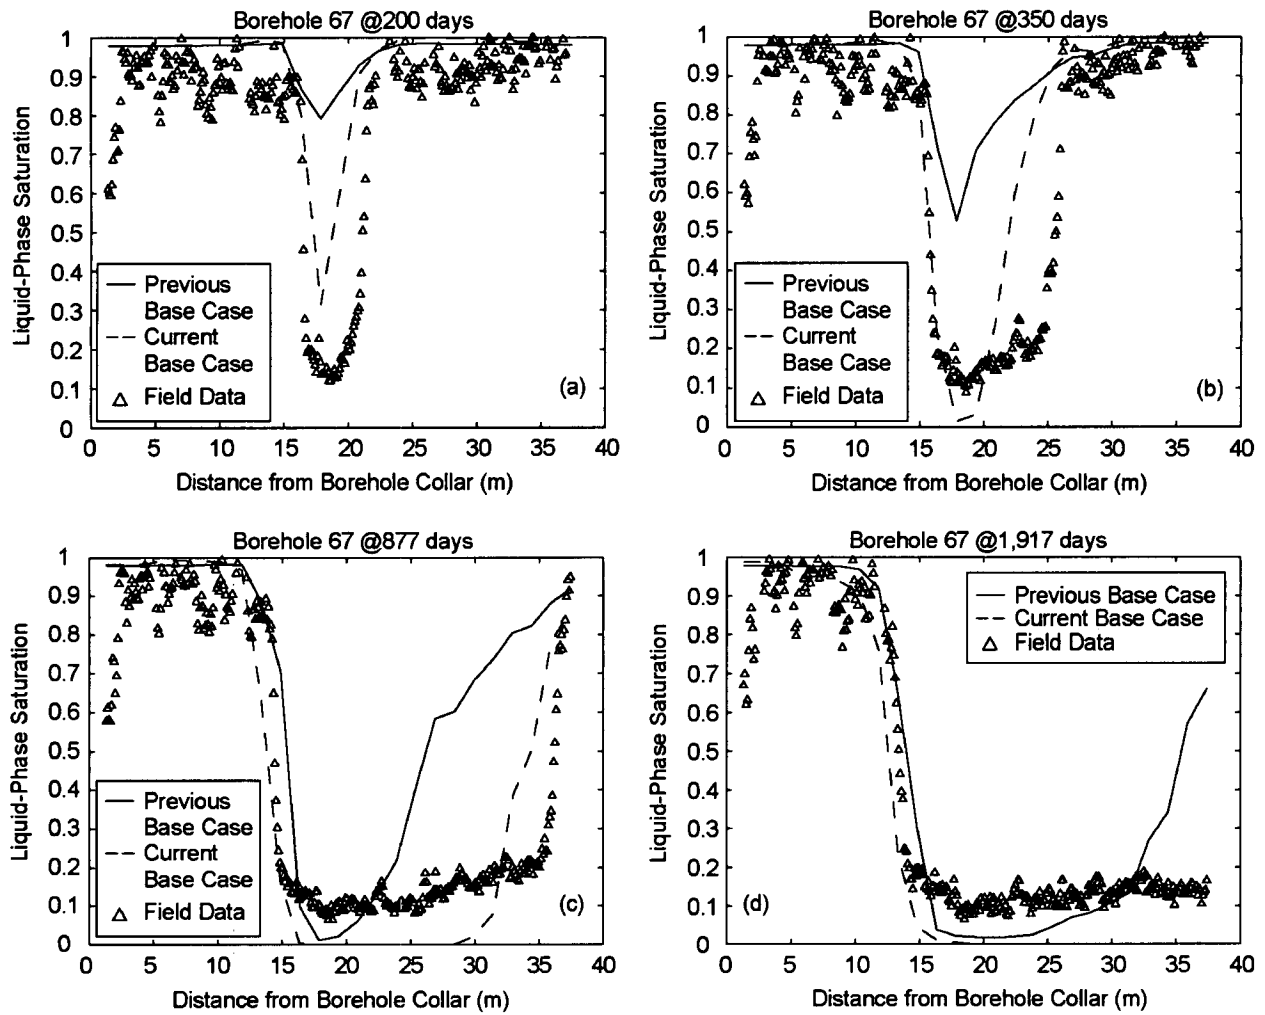 Borehole 67 @200 days
Liquid-Phase Saturation
1
0.9
0.8
0.7
0.6
0.5
0.4
0.3
0.2
0.1
0
Previous
Base Case
Current
Base Case
Field Data
(a)
0 5 10 15 20 25 30 35 40
Distance from Borehole Collar (m)
Borehole 67 @350 days
Liquid-Phase Saturation
1
0.9
0.8
0.7
0.6
0.5
0.4
0.3
0.2
0.1
0
Previous
Base Case
Current
Base Case
Field Data
(b)
0 5 10 15 20 25 30 35 40
Distance from Borehole Collar (m)
Borehole 67 @877 days
Liquid-Phase Saturation
1
0.9
0.8
0.7
0.6
0.5
0.4
0.3
0.2
0.1
0
Previous
Base Case
Current
Base Case
Field Data
(c)
0 5 10 15 20 25 30 35 40
Distance from Borehole Collar (m)
Borehole 67 @1,917 days
Liquid-Phase Saturation
1
0.9
0.8
0.7
0.6
0.5
0.4
0.3
0.2
0.1
0
Previous Base Case
Current Base Case
Field Data
(d)
0 5 10 15 20 25 30 35 40
Distance from Borehole Collar (m)